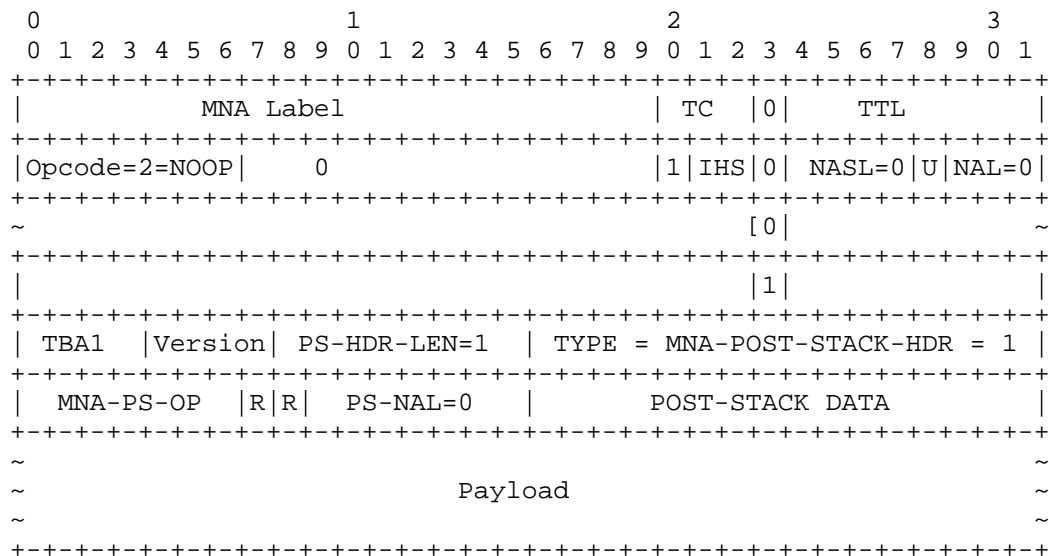 0                   1                   2                   3
 0 1 2 3 4 5 6 7 8 9 0 1 2 3 4 5 6 7 8 9 0 1 2 3 4 5 6 7 8 9 0 1
+-+-+-+-+-+-+-+-+-+-+-+-+-+-+-+-+-+-+-+-+-+-+-+-+-+-+-+-+-+-+-+-+
|           MNA Label                   | TC  |0|    TTL        |
+-+-+-+-+-+-+-+-+-+-+-+-+-+-+-+-+-+-+-+-+-+-+-+-+-+-+-+-+-+-+-+-+
|Opcode=2=NOOP|    0                    |1|IHS|0| NASL=0|U|NAL=0|
+-+-+-+-+-+-+-+-+-+-+-+-+-+-+-+-+-+-+-+-+-+-+-+-+-+-+-+-+-+-+-+-+
~                                             [0|               ~
+-+-+-+-+-+-+-+-+-+-+-+-+-+-+-+-+-+-+-+-+-+-+-+-+-+-+-+-+-+-+-+-+
|                                             |1|               |
+-+-+-+-+-+-+-+-+-+-+-+-+-+-+-+-+-+-+-+-+-+-+-+-+-+-+-+-+-+-+-+-+
| TBA1  |Version| PS-HDR-LEN=1  | TYPE = MNA-POST-STACK-HDR = 1 |
+-+-+-+-+-+-+-+-+-+-+-+-+-+-+-+-+-+-+-+-+-+-+-+-+-+-+-+-+-+-+-+-+
|  MNA-PS-OP  |R|R|  PS-NAL=0   |       POST-STACK DATA         |
+-+-+-+-+-+-+-+-+-+-+-+-+-+-+-+-+-+-+-+-+-+-+-+-+-+-+-+-+-+-+-+-+
~                                                               ~
~                           Payload                             ~
~                                                               ~
+-+-+-+-+-+-+-+-+-+-+-+-+-+-+-+-+-+-+-+-+-+-+-+-+-+-+-+-+-+-+-+-+